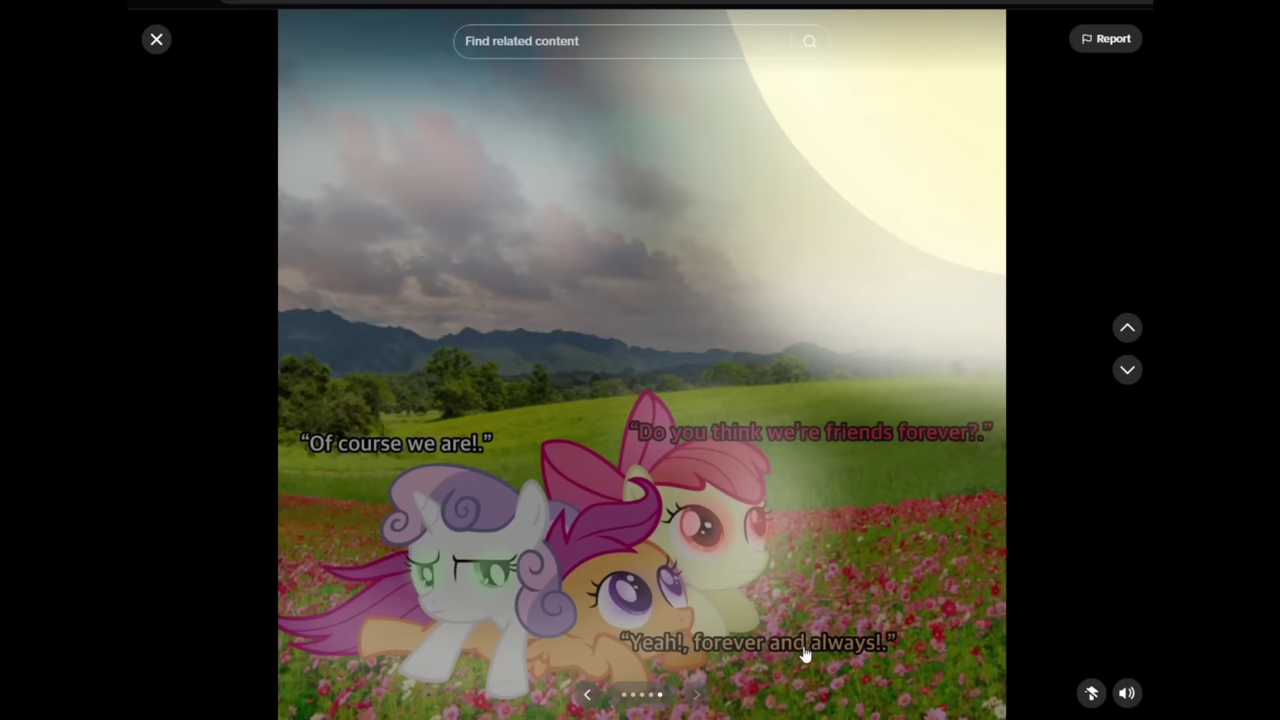 Find related content
Report
“Do you think we're friends forever?.”
“Of course we are!.”
“Yeah!, forever and always!.”